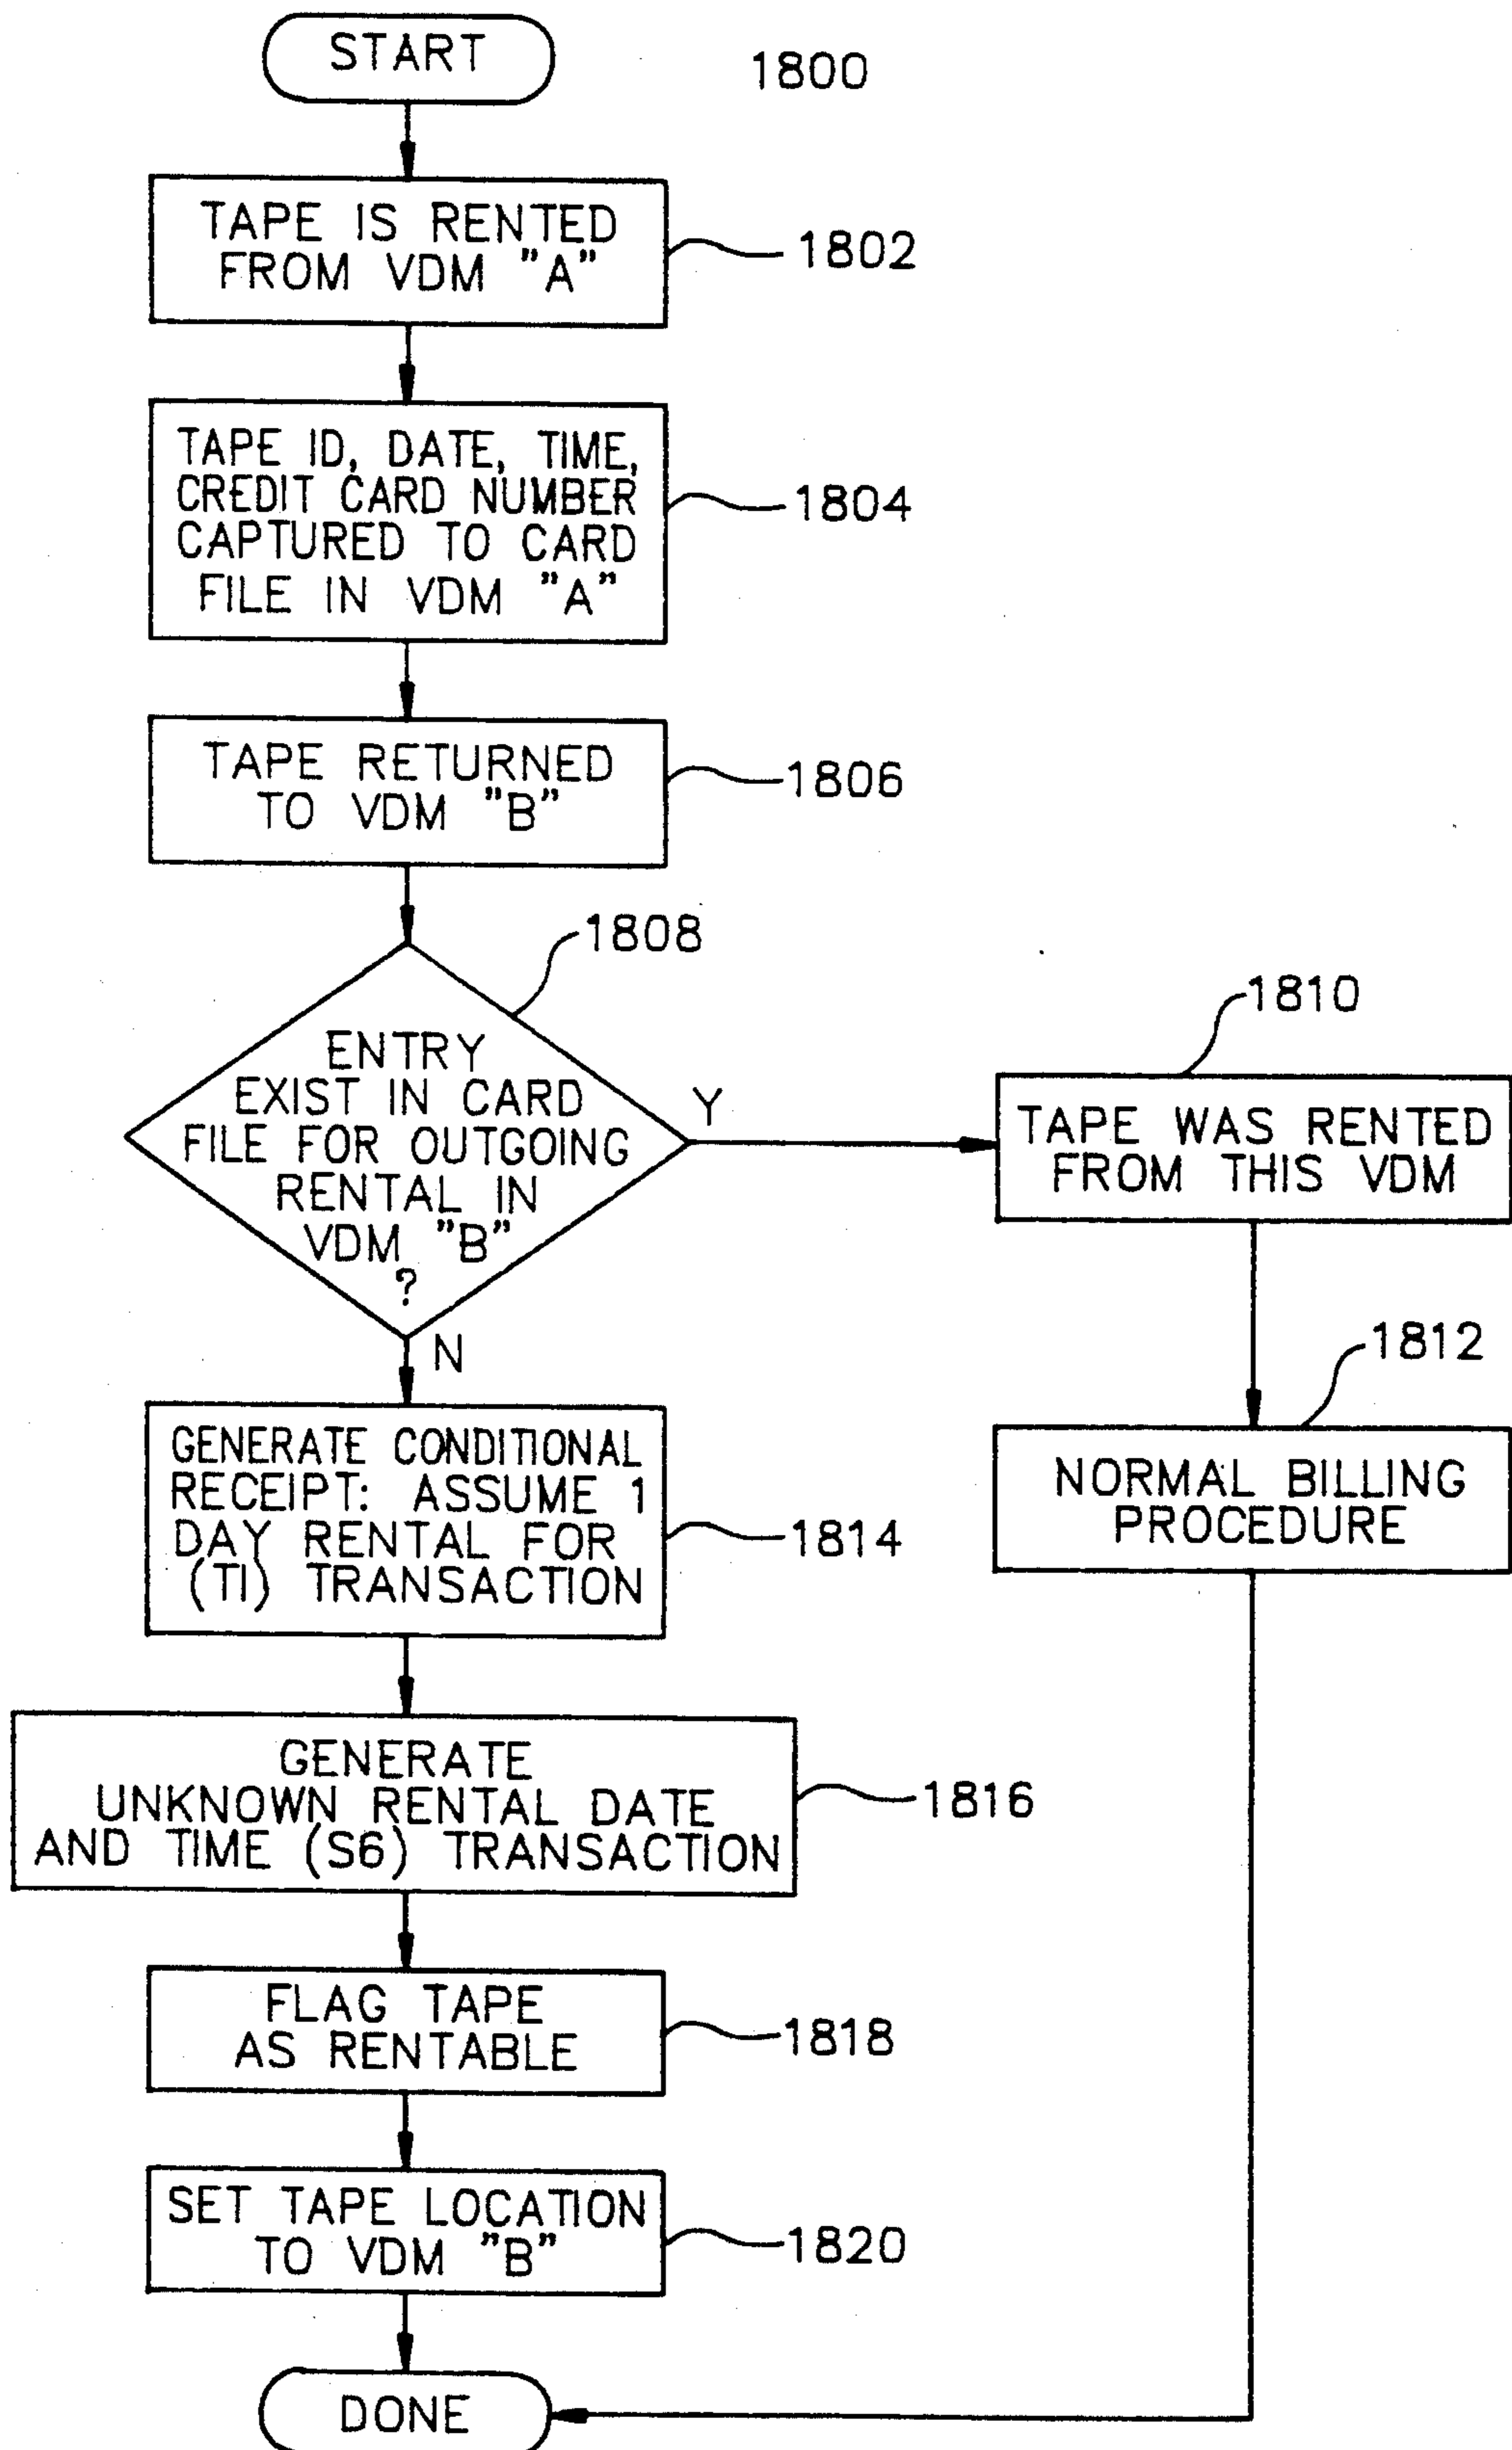 START
1800
TAPE IS RENTED
FROM VDM "A"
1802
TAPE ID, DATE, TIME,
CREDIT CARD NUMBER
CAPTURED TO CARD
FILE IN VDM "A"
1804
TAPE RETURNED
TO VDM "B"
1806
1808
ENTRY
EXIST IN CARD
FILE FOR OUTGOING
RENTAL IN
VDM "B"
?
Y
1810
TAPE WAS RENTED
FROM THIS VDM
1812
NORMAL BILLING
PROCEDURE
N
GENERATE CONDITIONAL
RECEIPT: ASSUME 1
DAY RENTAL FOR
(TI) TRANSACTION
1814
GENERATE
UNKNOWN RENTAL DATE
AND TIME (S6) TRANSACTION
1816
FLAG TAPE
AS RENTABLE
1818
SET TAPE LOCATION
TO VDM "B"
1820
DONE